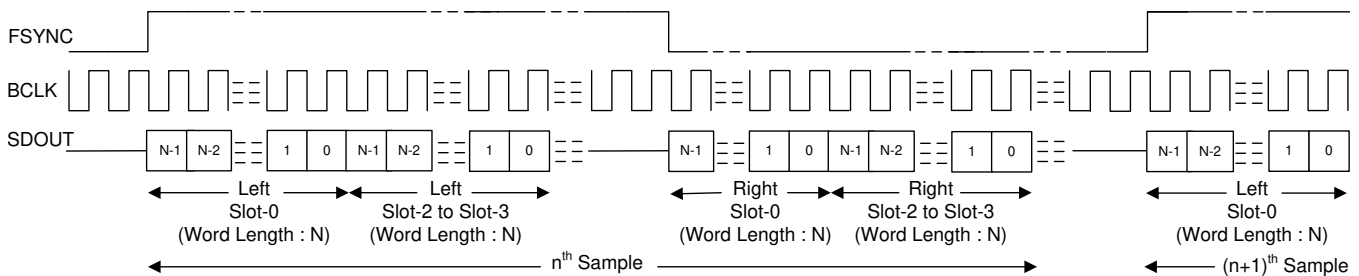 FSYNC
BCLK
SDOUT
N-1 N-2 1 0 N-1 N-2 1 0 N-1 1 0 N-1 N-2 1 0 N-1 N-2 1 0
Left Left Right Right Left
Slot-0 Slot-2 to Slot-3 Slot-0 Slot-2 to Slot-3 Slot-0
(Word Length : N) (Word Length : N) (Word Length : N) (Word Length : N) (Word Length : N)
nth Sample (n+1)th Sample